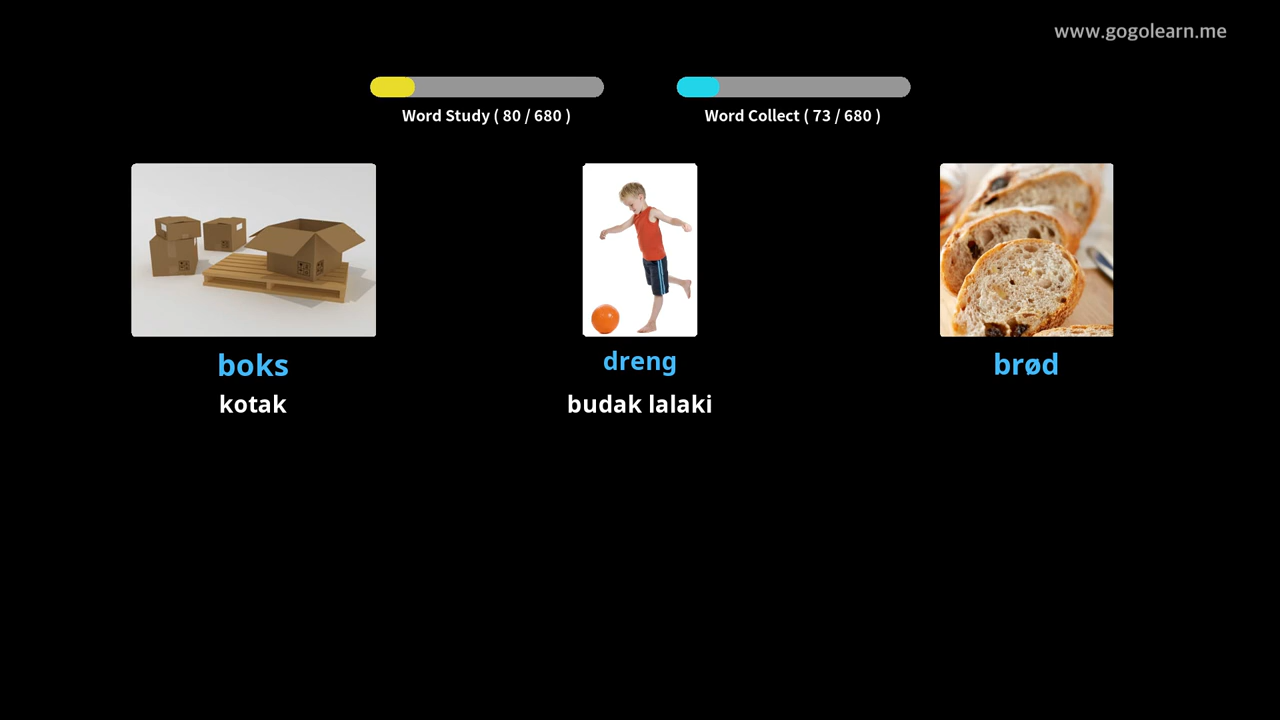 www.gogolearn.me
Word Study ( 80 / 680 )
Word Collect ( 73 / 680 )
boks
dreng
brød
kotak
budak lalaki